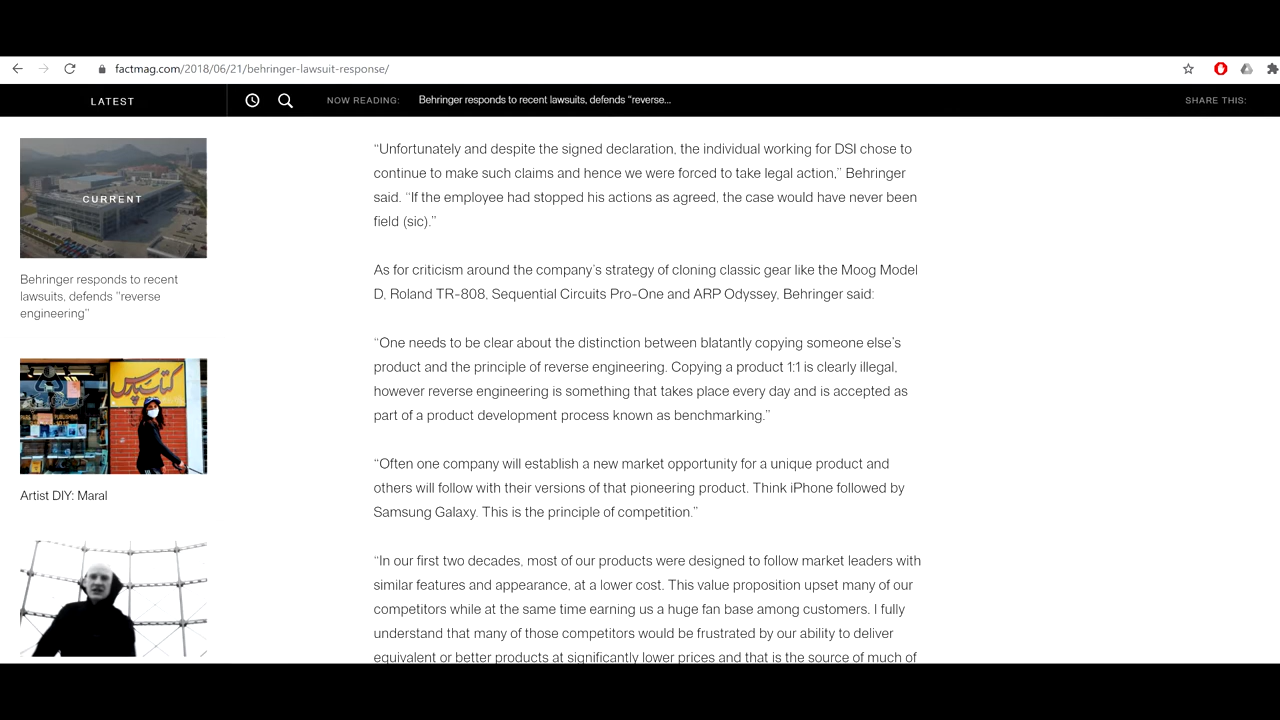 factmag.com/2018/06/21/behringer-lawsuit-response/
LATEST
NOW READING:
Behringer responds to recent lawsuits, defends "reverse...
SHARE THIS:
CURRENT
Behringer responds to recent
lawsuits, defends "reverse
engineering"
Artist DIY: Maral
“Unfortunately and despite the signed declaration, the individual working for DSI chose to
continue to make such claims and hence we were forced to take legal action,” Behringer
said. “If the employee had stopped his actions as agreed, the case would have never been
field (sic).”
As for criticism around the company’s strategy of cloning classic gear like the Moog Model
D, Roland TR-808, Sequential Circuits Pro-One and ARP Odyssey, Behringer said:
“One needs to be clear about the distinction between blatantly copying someone else’s
product and the principle of reverse engineering. Copying a product 1:1 is clearly illegal,
however reverse engineering is something that takes place every day and is accepted as
part of a product development process known as benchmarking.”
“Often one company will establish a new market opportunity for a unique product and
others will follow with their versions of that pioneering product. Think iPhone followed by
Samsung Galaxy. This is the principle of competition.”
“In our first two decades, most of our products were designed to follow market leaders with
similar features and appearance, at a lower cost. This value proposition upset many of our
competitors while at the same time earning us a huge fan base among customers. I fully
understand that many of those competitors would be frustrated by our ability to deliver
equivalent or better products at significantly lower prices and that is the source of much of